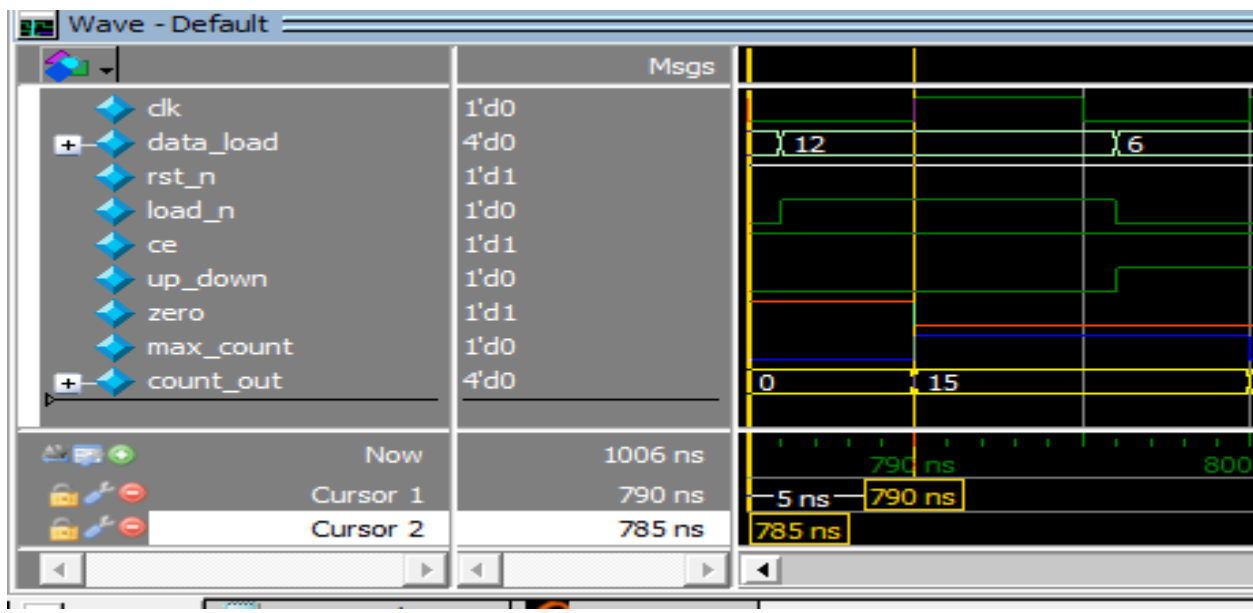 Wave - Default
Msgs
clk 1'd0
data_load 4'd0 12 6
rst_n 1'd1
load_n 1'd0
ce 1'd1
up_down 1'd0
zero 1'd1
max_count 1'd0
count_out 4'd0 0 15
Now 1006 ns 790 ns 800
Cursor 1 790 ns 5 ns 790 ns
Cursor 2 785 ns 785 ns